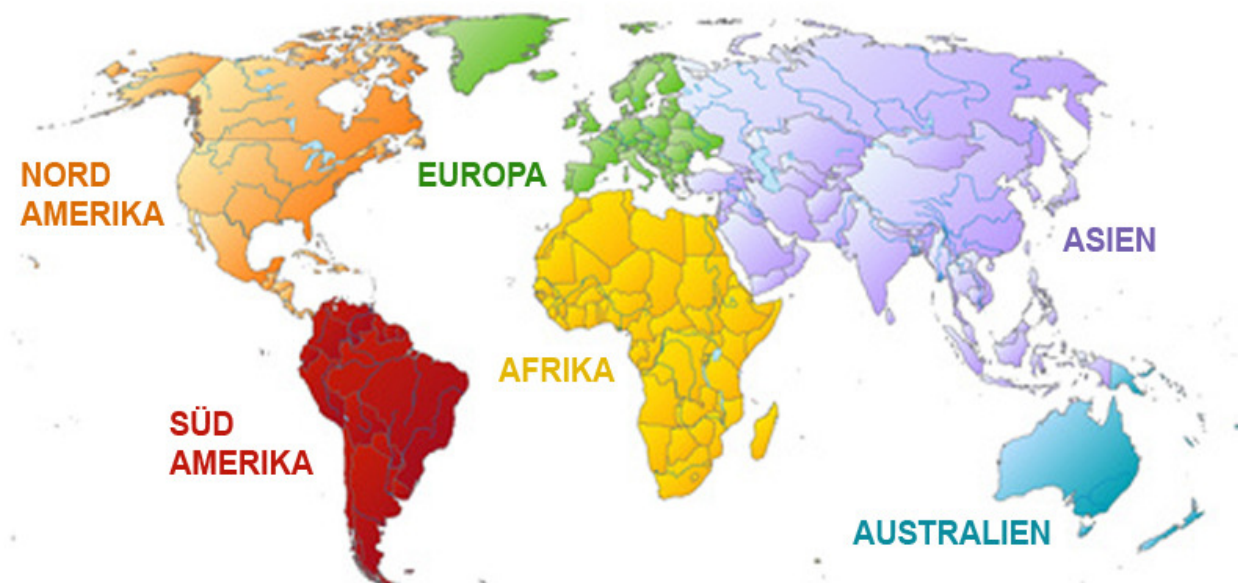 NORD
AMERIKA
EUROPA
ASIEN
AFRIKA
SÜD
AMERIKA
AUSTRALIEN